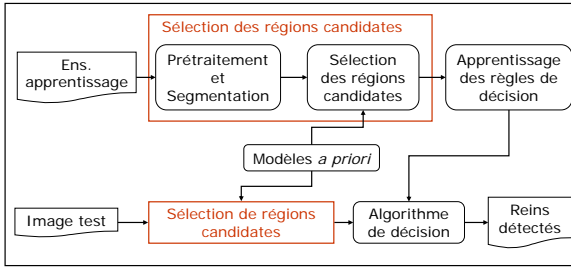 Sélection des régions candidates
Ens.
apprentissage
Prétraitement
et
Segmentation
Sélection
des régions
candidates
Apprentissage
des règles de
décision
Modèles a priori
Image test
Sélection de régions
candidates
Algorithme
de décision
Reins
détectés